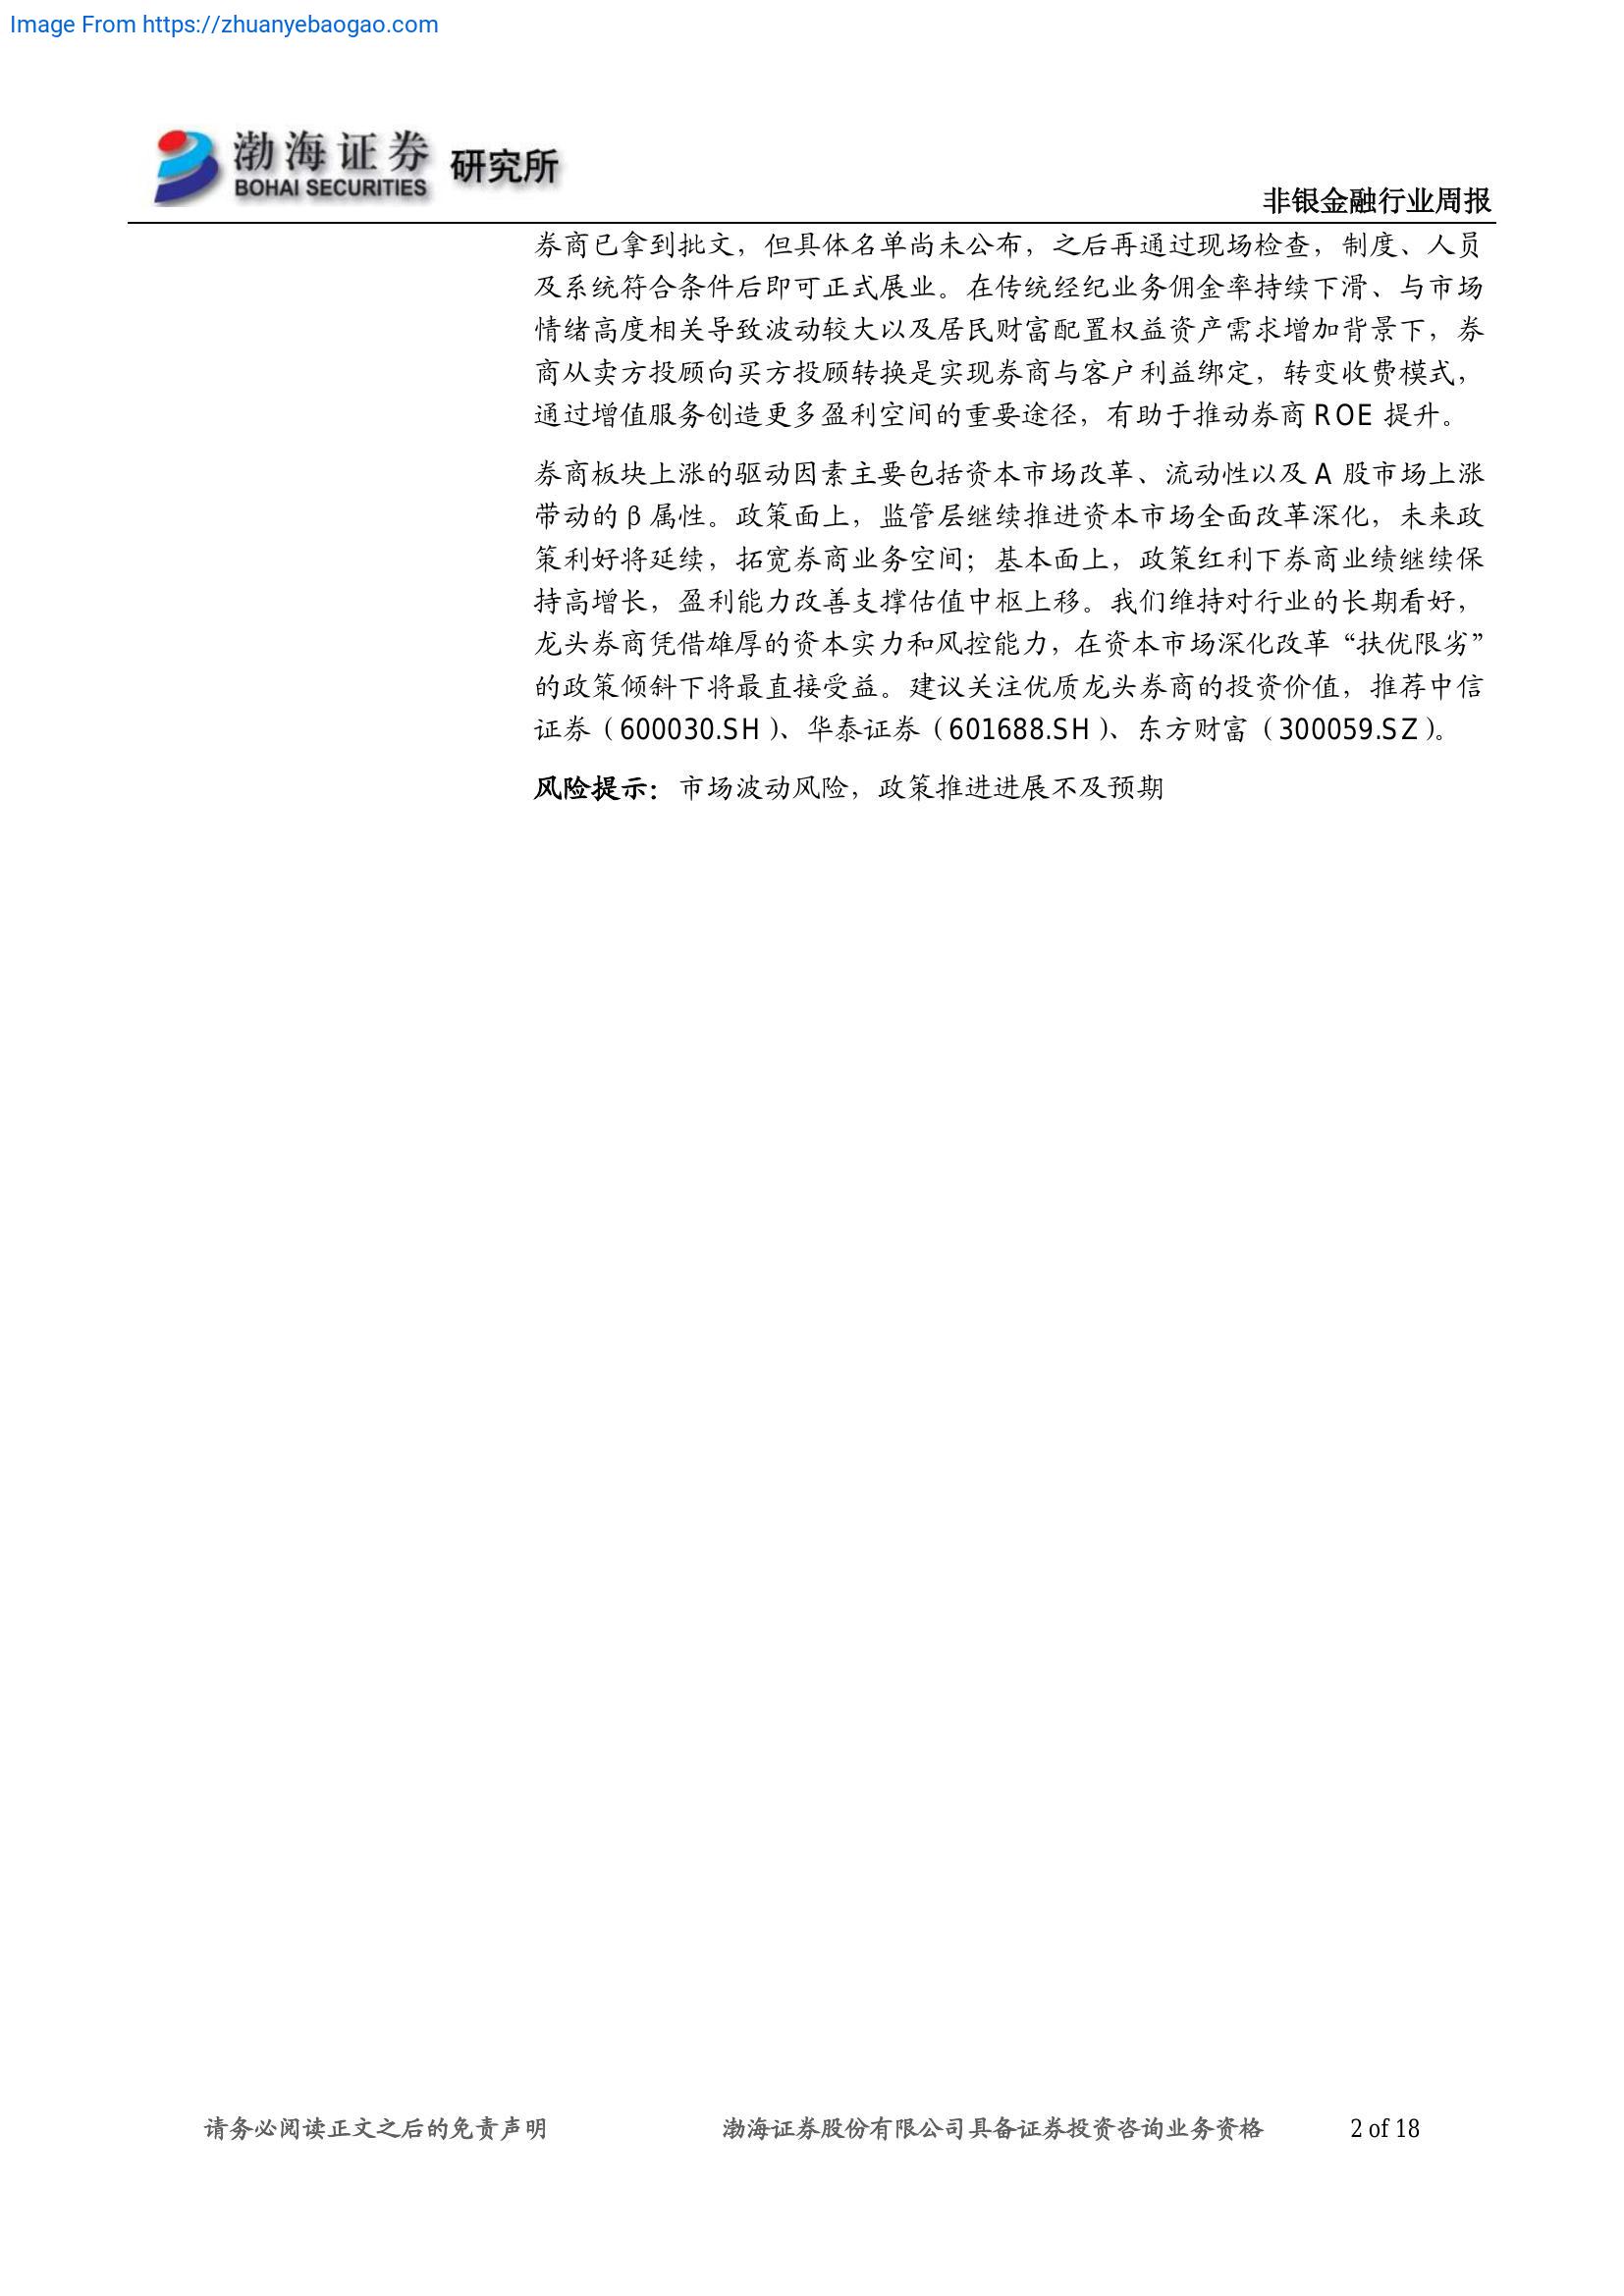 Image From https://zhuanyebaogao.com
渤海证券 研究所
BOHAI SECURITIES
非银金融行业周报
券商已拿到批文，但具体名单尚未公布，之后再通过现场检查，制度、人员
及系统符合条件后即可正式展业。在传统经纪业务佣金率持续下滑、与市场
情绪高度相关导致波动较大以及居民财富配置权益资产需求增加背景下，券
商从卖方投顾向买方投顾转换是实现券商与客户利益绑定，转变收费模式，
通过增值服务创造更多盈利空间的重要途径，有助于推动券商 ROE 提升。
券商板块上涨的驱动因素主要包括资本市场改革、流动性以及 A 股市场上涨
带动的 β 属性。政策面上，监管层继续推进资本市场全面改革深化，未来政
策利好将延续，拓宽券商业务空间；基本面上，政策红利下券商业绩继续保
持高增长，盈利能力改善支撑估值中枢上移。我们维持对行业的长期看好，
龙头券商凭借雄厚的资本实力和风控能力，在资本市场深化改革“扶优限劣”
的政策倾斜下将最直接受益。建议关注优质龙头券商的投资价值，推荐中信
证券（600030.SH）、华泰证券（601688.SH）、东方财富（300059.SZ）。
风险提示：市场波动风险，政策推进进展不及预期
请务必阅读正文之后的免责声明 渤海证券股份有限公司具备证券投资咨询业务资格 2 of 18